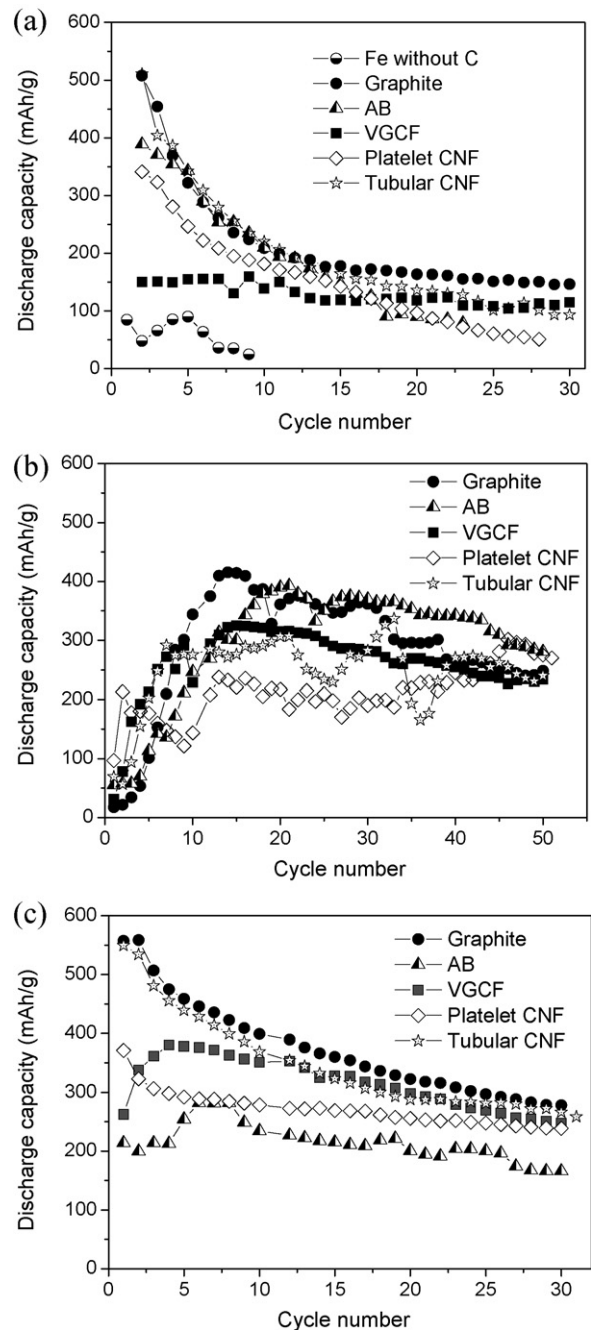 (a)
600
500
400
300
200
100
0
Discharge capacity (mAh/g)
Fe without C
Graphite
AB
VGCF
Platelet CNF
Tubular CNF
0 5 10 15 20 25 30
Cycle number
(b)
600
500
400
300
200
100
0
Discharge capacity (mAh/g)
Graphite
AB
VGCF
Platelet CNF
Tubular CNF
0 10 20 30 40 50
Cycle number
(c)
600
500
400
300
200
100
0
Discharge capacity (mAh/g)
Graphite
AB
VGCF
Platelet CNF
Tubular CNF
0 5 10 15 20 25 30
Cycle number